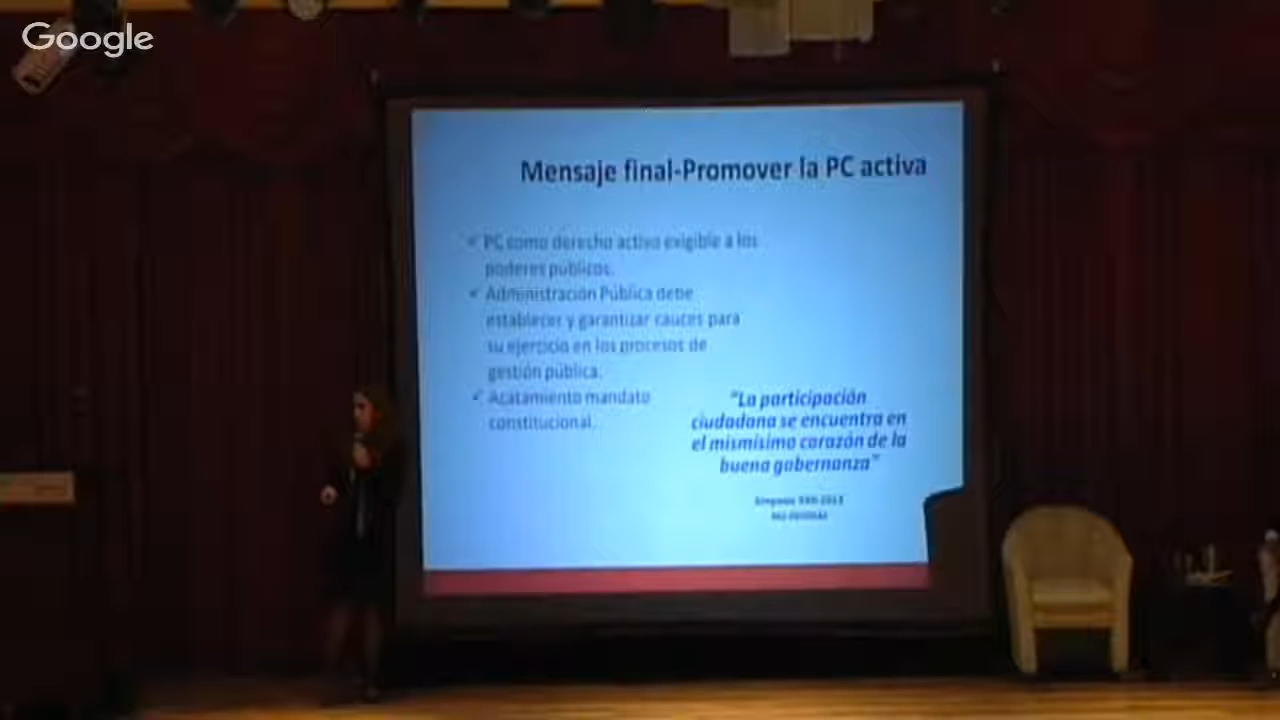 Google
Mensaje final-Promover la PC activa
PC como derecho activo exigible a los
poderes públicos.
Administración Pública debe
establecer y garantizar cauces para
su ejercicio en los procesos de
gestión pública.
Acatamiento mandato
constitucional.
"La participación
ciudadana se encuentra en
el mismísimo corazón de la
buena gobernanza"